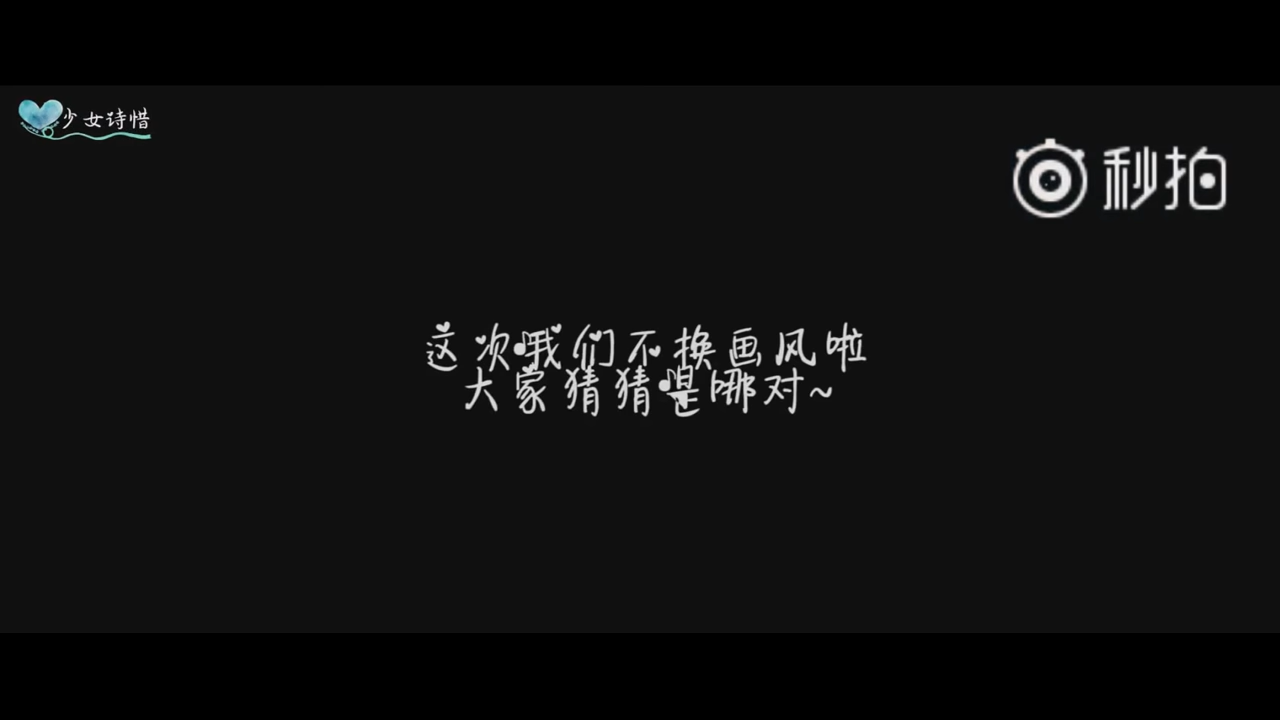 少女诗惜
秒拍
这次我们不换画风啦
大家猜猜是哪对~